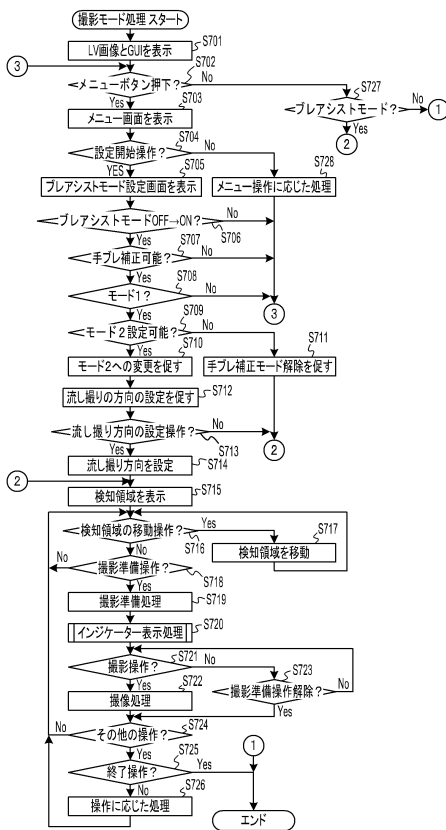 撮影モード処理 スタート
S701
LV画像とGUIを表示
③
S702
メニューボタン押下？
No
Yes
S727
ブレアシストモード？
No
①
Yes
②
S703
メニュー画面を表示
S704
設定開始操作？
No
YES
S705
ブレアシストモード設定画面を表示
S728
メニュー操作に応じた処理
ブレアシストモードOFF→ON？
No
S706
Yes
S707
手ブレ補正可能？
No
Yes
S708
モード1？
No
③
Yes
S709
モード2設定可能？
No
Yes
S710
モード2への変更を促す
S711
手ブレ補正モード解除を促す
S712
流し撮りの方向の設定を促す
流し撮り方向の設定操作？
No
S713
②
Yes
S714
流し撮り方向を設定
②
S715
検知領域を表示
検知領域の移動操作？
Yes
S716
S717
検知領域を移動
No
No
撮影準備操作？
S718
Yes
S719
撮影準備処理
S720
インジケーター表示処理
S721
撮影操作？
No
S723
撮影準備操作解除？
No
Yes
Yes
S722
撮像処理
S724
No
その他の操作？
Yes
S725
①
終了操作？
Yes
No
S726
操作に応じた処理
エンド